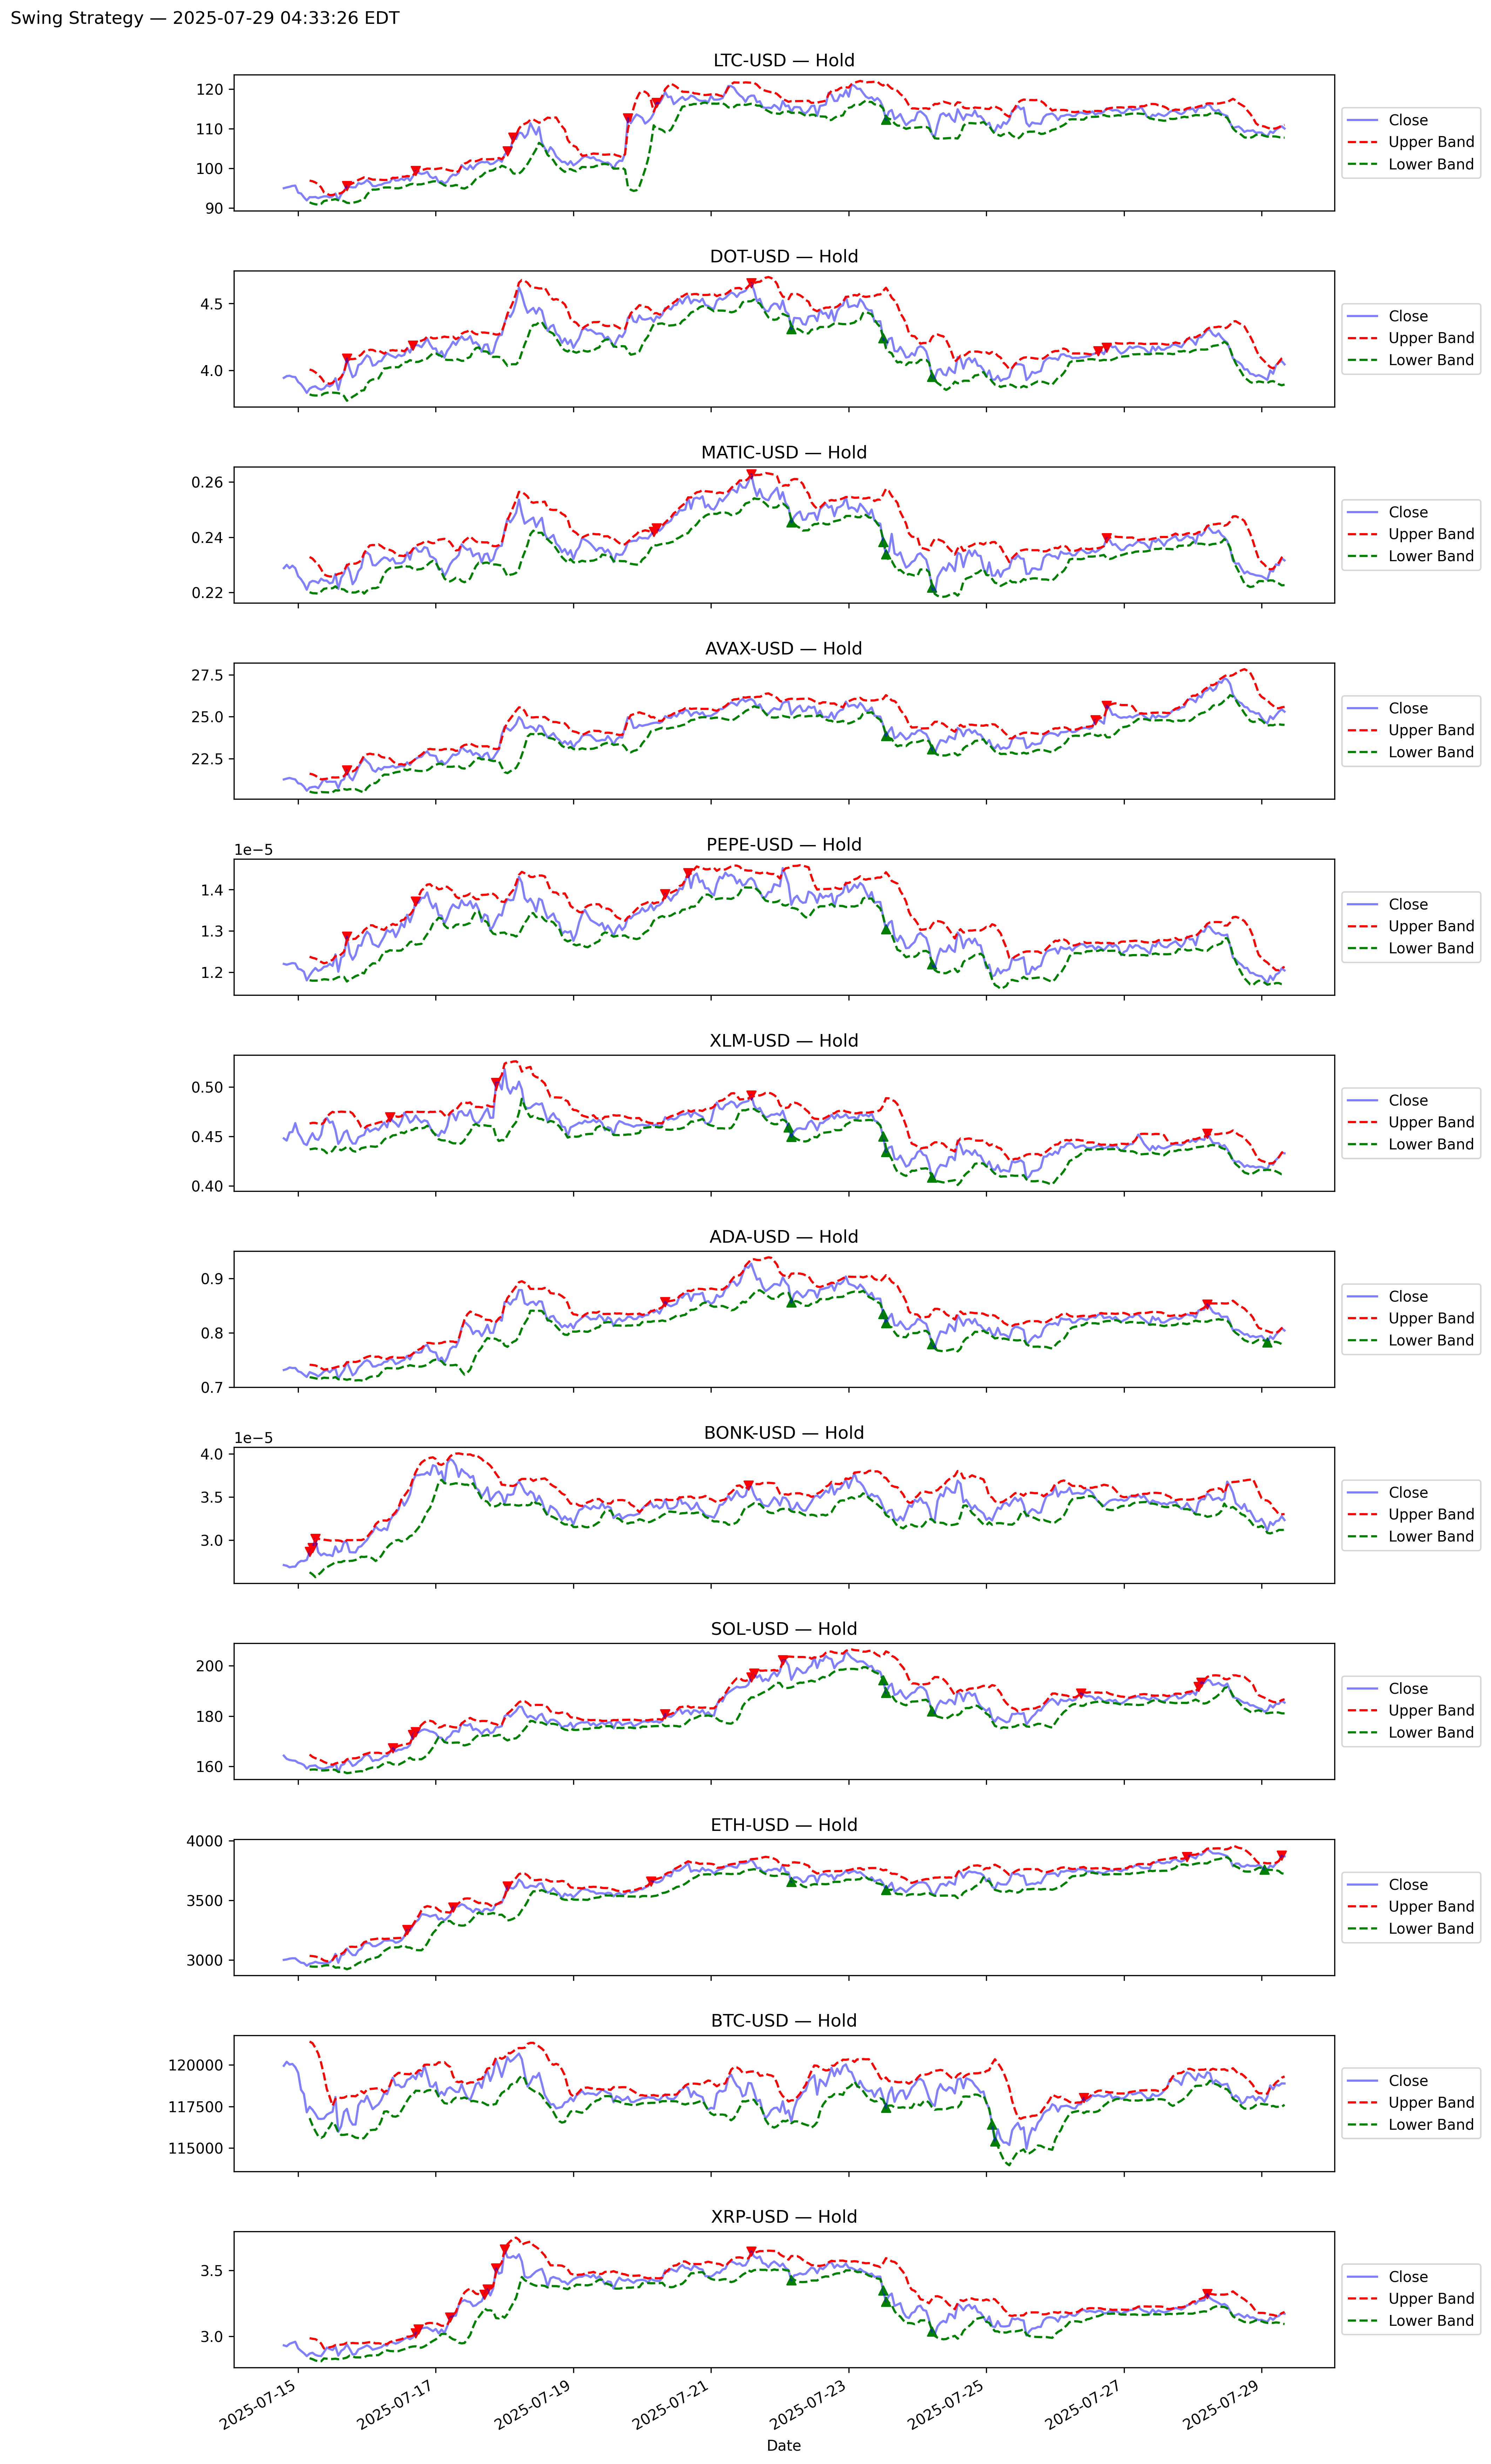 Swing Strategy — 2025-07-29 04:33:26 EDT
LTC-USD — Hold
120
110
100
90
Close
Upper Band
Lower Band
DOT-USD — Hold
4.5
4.0
Close
Upper Band
Lower Band
MATIC-USD — Hold
0.26
0.24
0.22
Close
Upper Band
Lower Band
AVAX-USD — Hold
27.5
25.0
22.5
Close
Upper Band
Lower Band
PEPE-USD — Hold
1e−5
1.4
1.3
1.2
Close
Upper Band
Lower Band
XLM-USD — Hold
0.50
0.45
0.40
Close
Upper Band
Lower Band
ADA-USD — Hold
0.9
0.8
0.7
Close
Upper Band
Lower Band
BONK-USD — Hold
1e−5
4.0
3.5
3.0
Close
Upper Band
Lower Band
SOL-USD — Hold
200
180
160
Close
Upper Band
Lower Band
ETH-USD — Hold
4000
3500
3000
Close
Upper Band
Lower Band
BTC-USD — Hold
120000
117500
115000
Close
Upper Band
Lower Band
XRP-USD — Hold
3.5
3.0
Close
Upper Band
Lower Band
2025-07-15
2025-07-17
2025-07-19
2025-07-21
2025-07-23
2025-07-25
2025-07-27
2025-07-29
Date